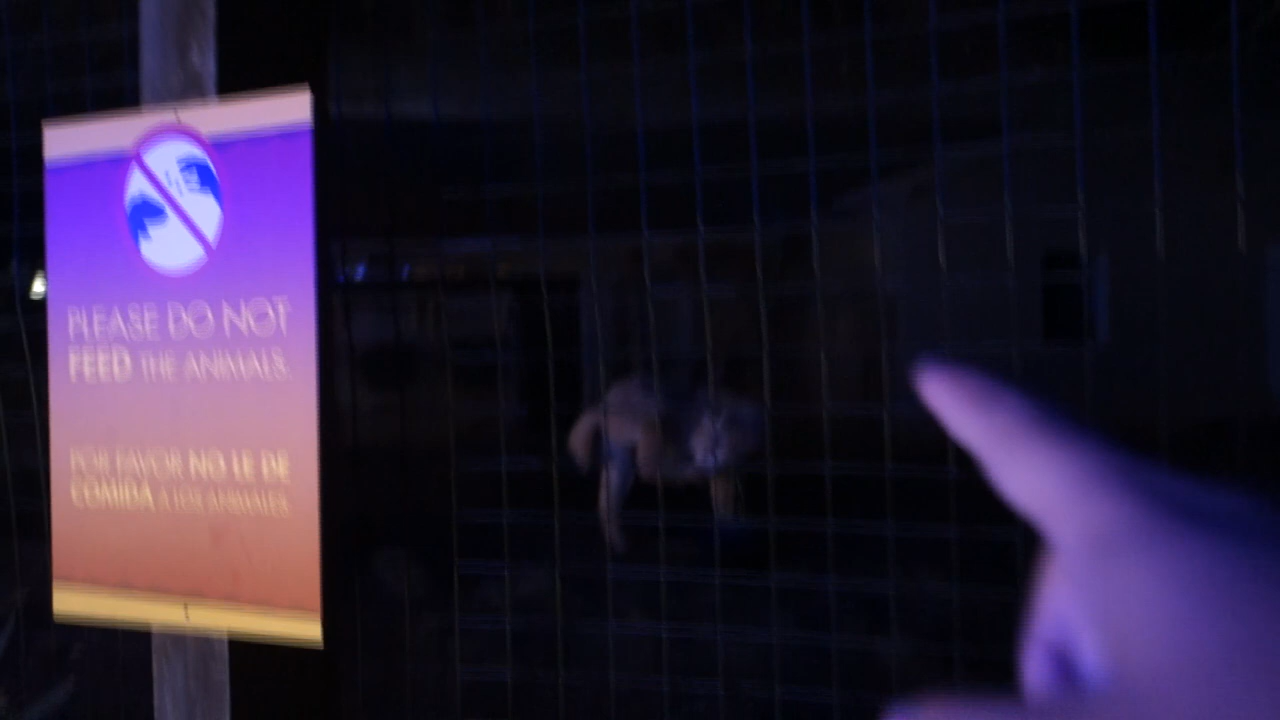 PLEASE DO NOT
FEED THE ANIMALS.
POR FAVOR NO LE DE
COMIDA A LOS ANIMALES.